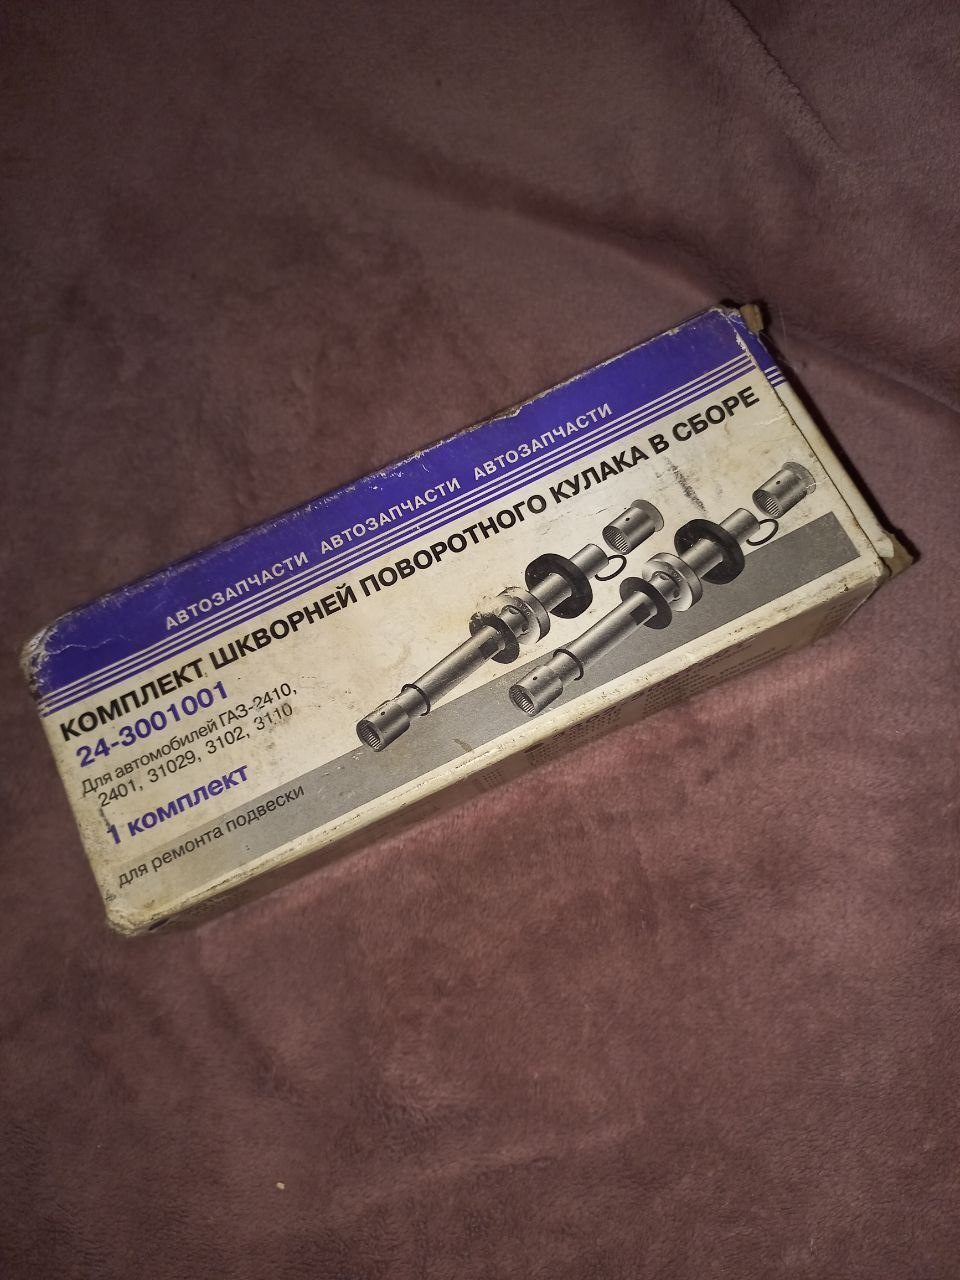 АВТОЗАПЧАСТИ АВТОЗАПЧАСТИ АВТОЗАПЧАСТИ
КОМПЛЕКТ ШКВОРНЕЙ ПОВОРОТНОГО КУЛАКА В СБОРЕ
24-3001001
Для автомобилей ГАЗ-2410,
2401, 31029, 3102, 3110
1 комплект
для ремонта подвески